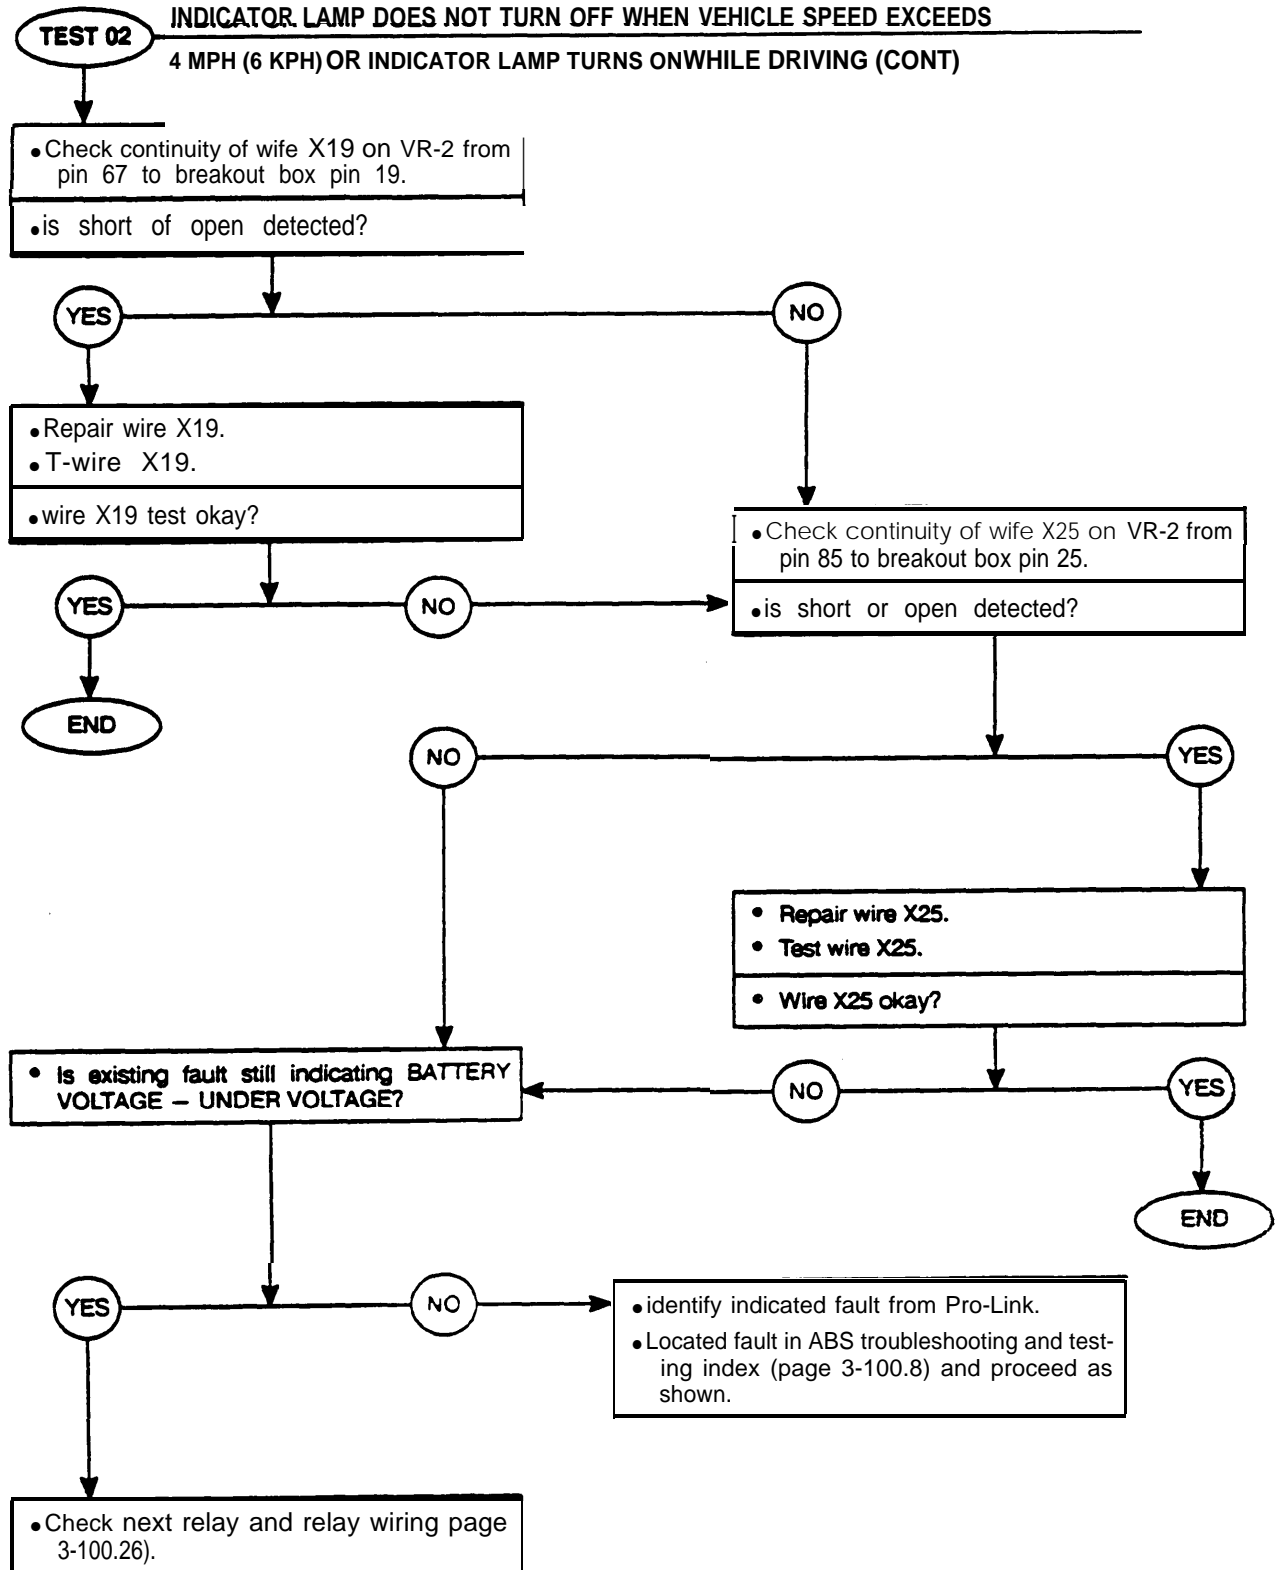 TEST 02
INDICATOR LAMP DOES NOT TURN OFF WHEN VEHICLE SPEED EXCEEDS
4 MPH (6 KPH) OR INDICATOR LAMP TURNS ONWHILE DRIVING (CONT)
•Check continuity of wife X19 on VR-2 from
pin 67 to breakout box pin 19.
•is short of open detected?
YES
NO
•Repair wire X19.
•T-wire X19.
•wire X19 test okay?
•Check continuity of wife X25 on VR-2 from
pin 85 to breakout box pin 25.
•is short or open detected?
YES
NO
END
NO
YES
• Repair wire X25.
• Test wire X25.
• Wire X25 okay?
• Is existing fault still indicating BATTERY
VOLTAGE – UNDER VOLTAGE?
NO
YES
END
YES
NO
•identify indicated fault from Pro-Link.
•Located fault in ABS troubleshooting and test-
ing index (page 3-100.8) and proceed as
shown.
•Check next relay and relay wiring page
3-100.26).